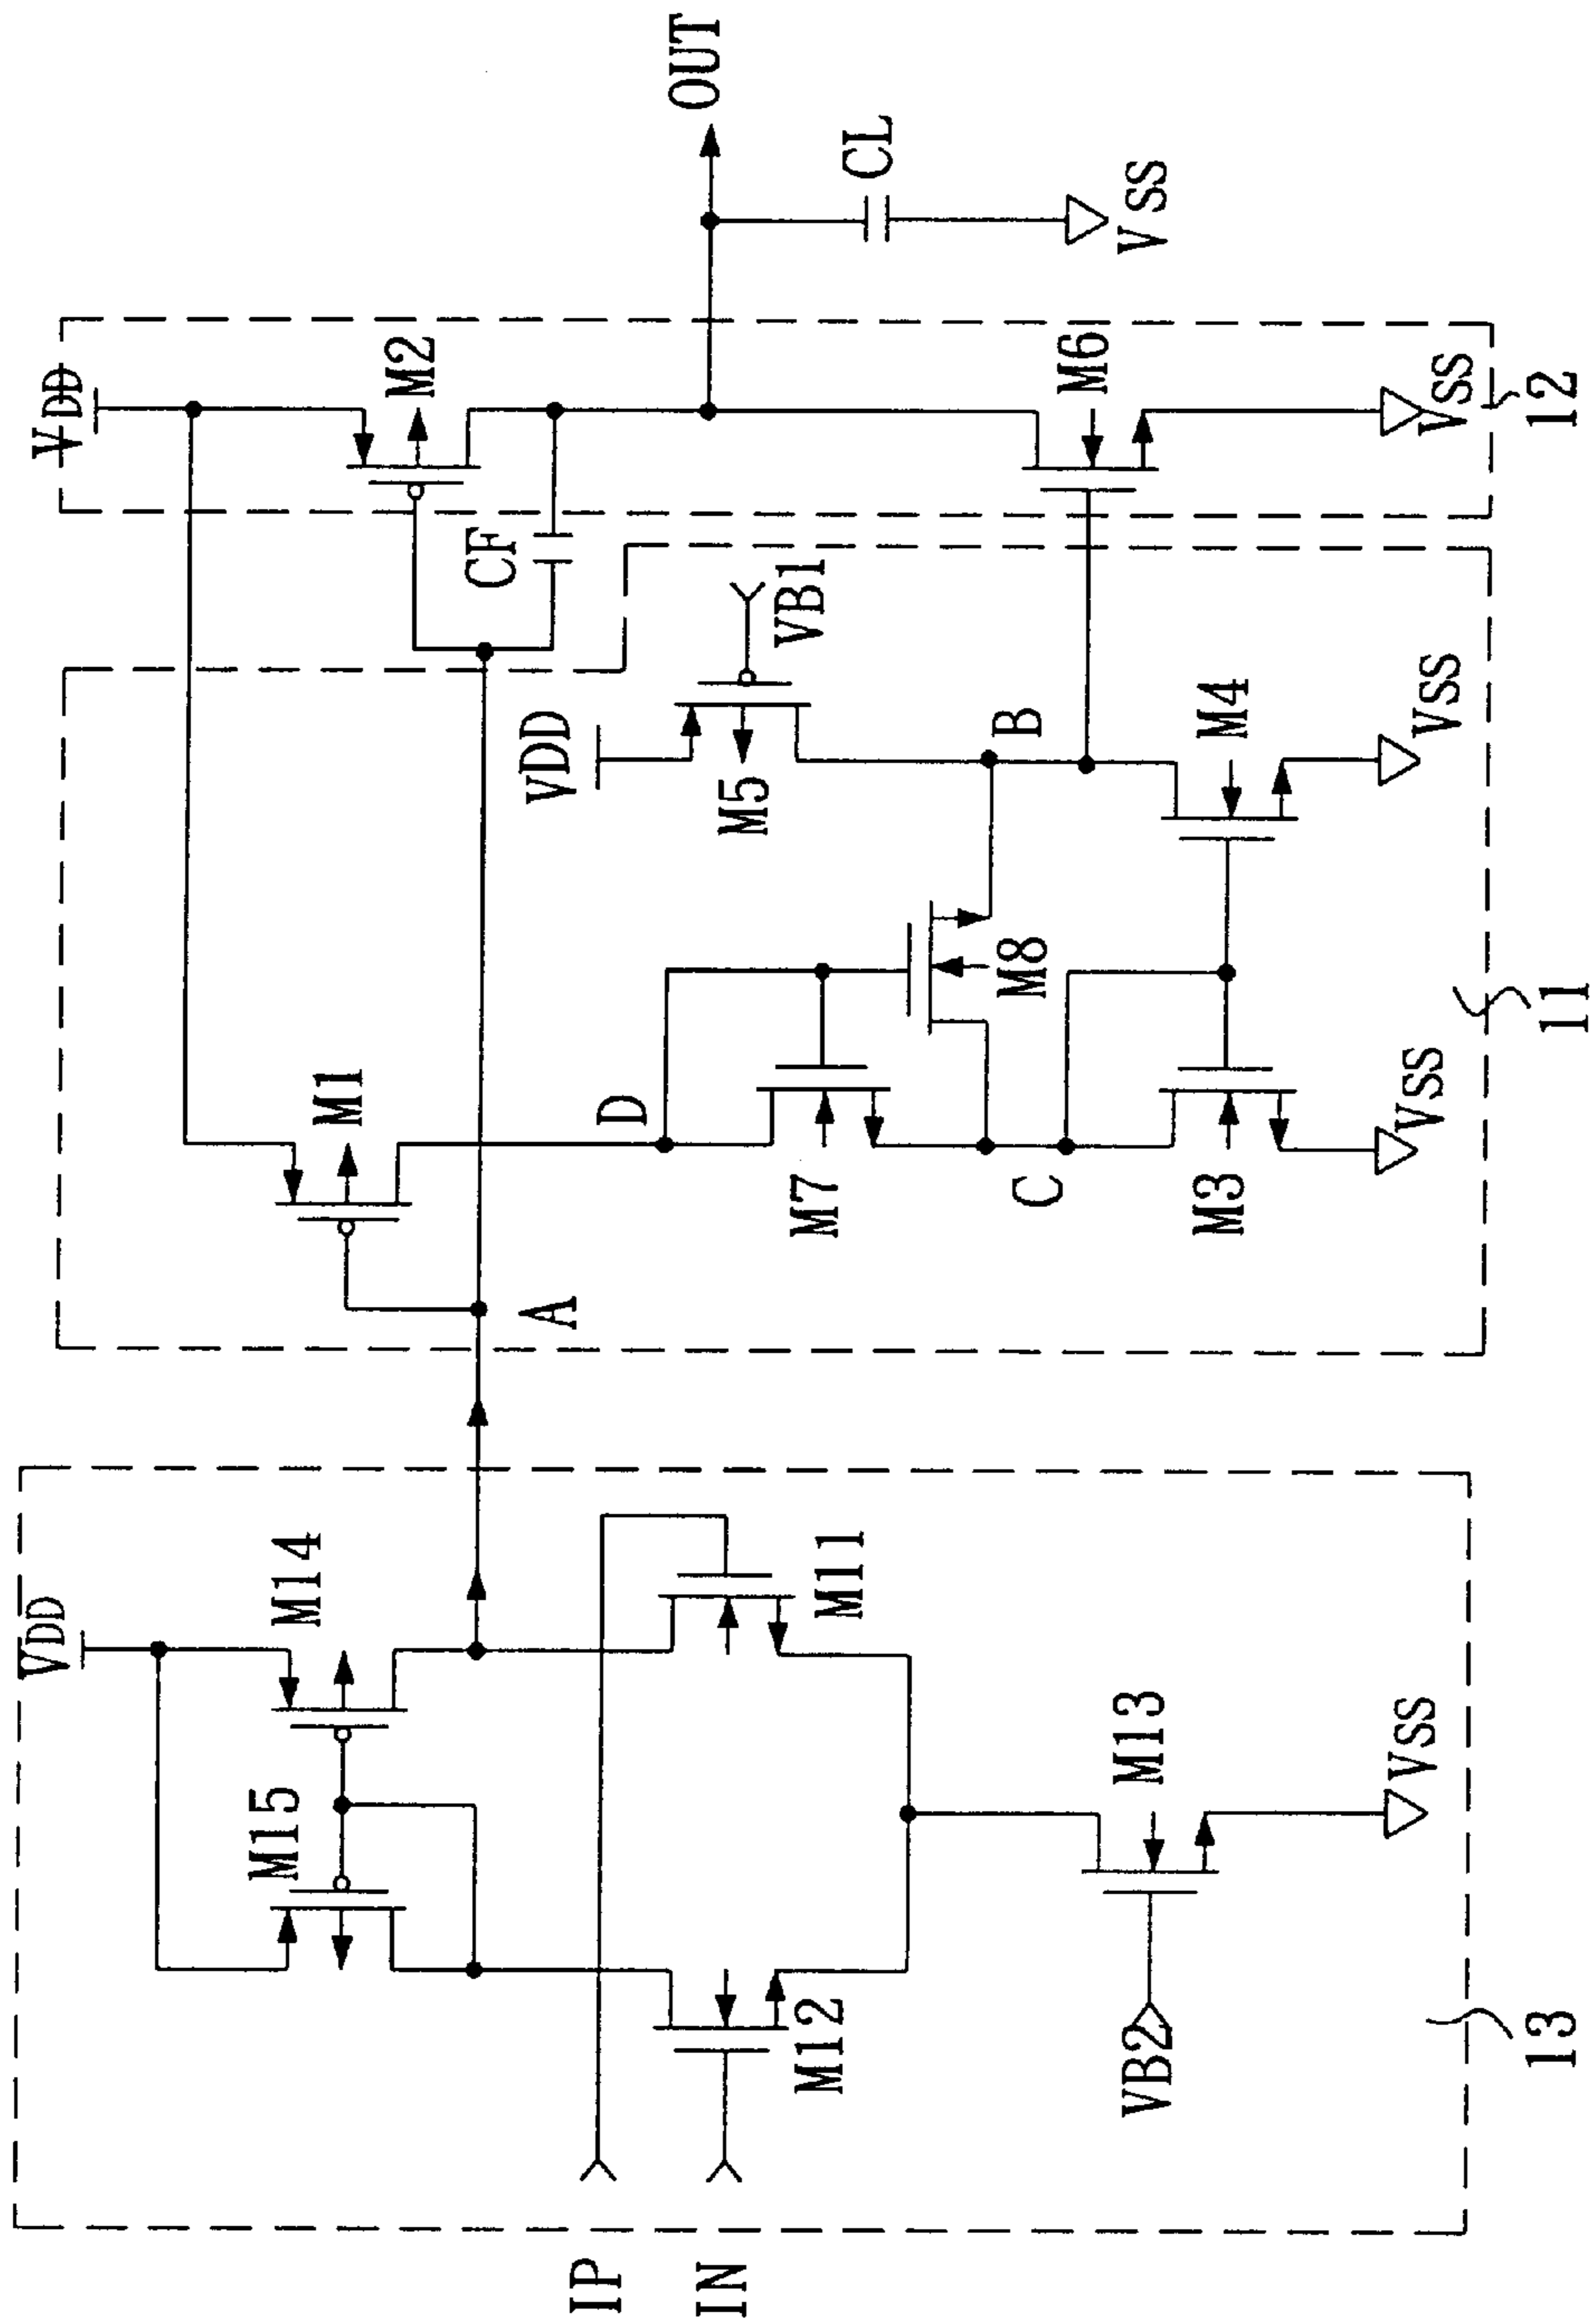 IP
IN
VDD
M15
M14
M12
M11
VB2
M13
VSS
13
A
M1
D
M7
C
M3
VSS
M8
VDD
M5
VB1
B
M4
VSS
11
CF
VDD
M2
M6
VSS
12
OUT
CL
VSS